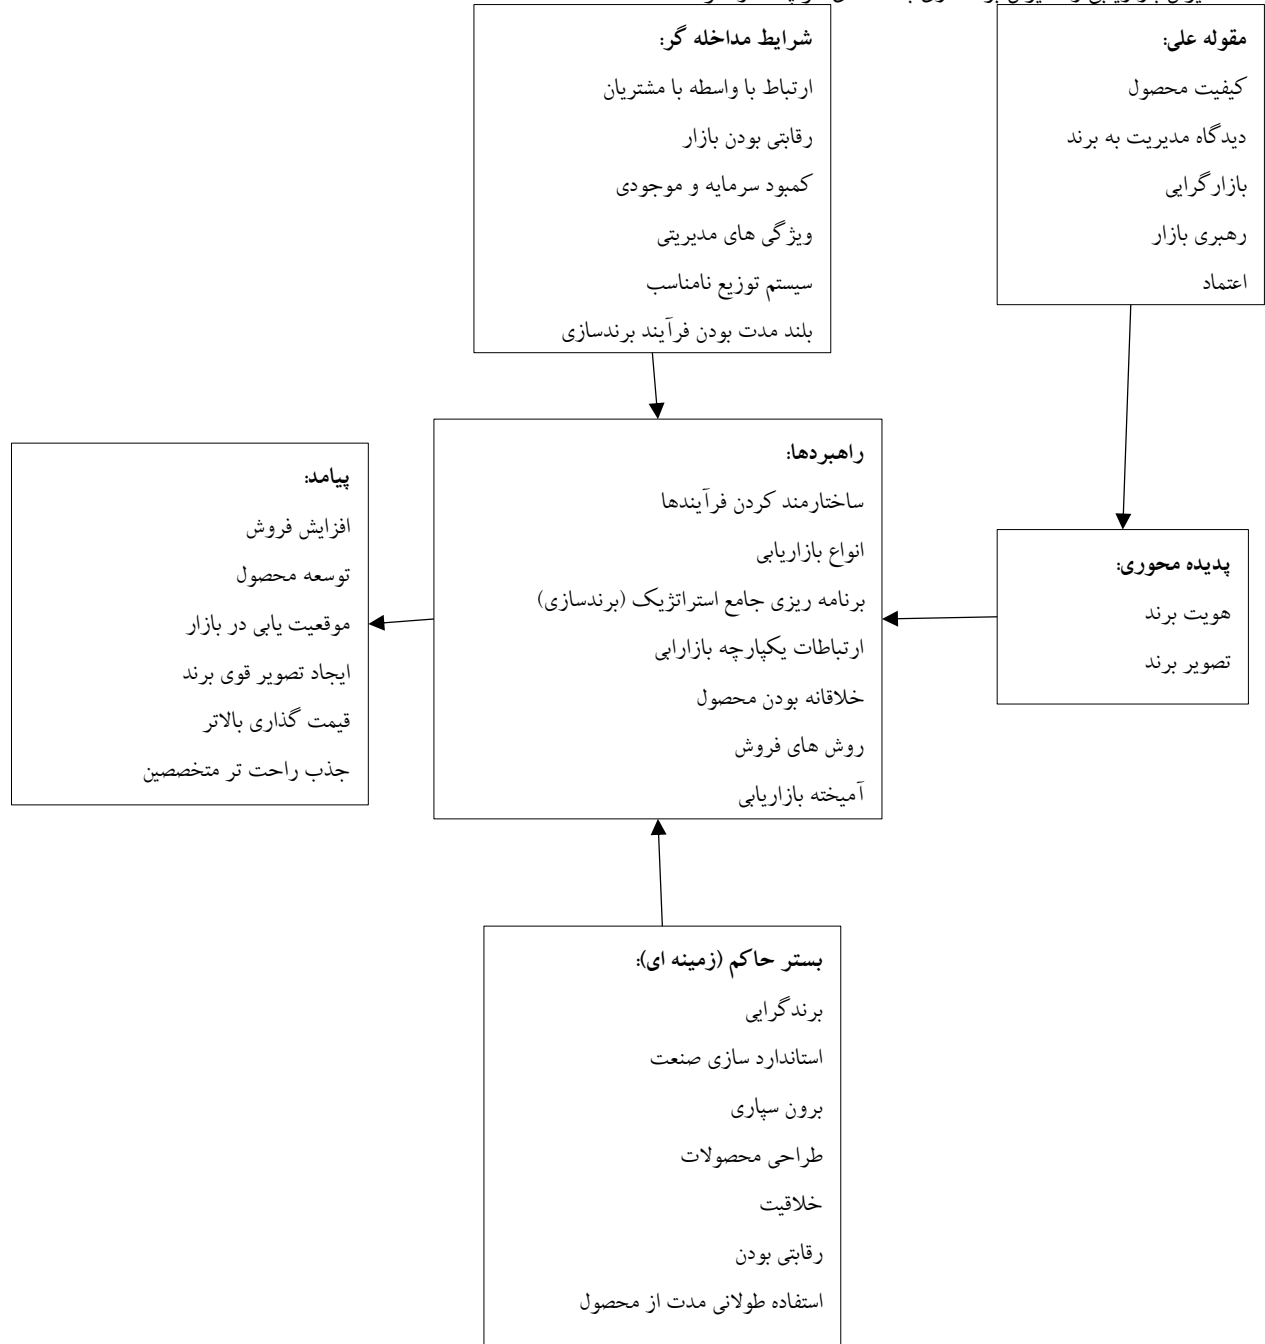 مقوله علی:
کیفیت محصول
دیدگاه مدیریت به برند
بازارگرایی
رهبری بازار
اعتماد
شرایط مداخله گر:
ارتباط با واسطه با مشتریان
رقابتی بودن بازار
کمبود سرمایه و موجودی
ویژگی های مدیریتی
سیستم توزیع نامناسب
بلند مدت بودن فرآیند برندسازی
پدیده محوری:
هویت برند
تصویر برند
راهبردها:
ساختارمند کردن فرآیندها
انواع بازاریابی
برنامه ریزی جامع استراتژیک (برندسازی)
ارتباطات یکپارچه بازارابی
خلاقانه بودن محصول
روش های فروش
آمیخته بازاریابی
پیامد:
افزایش فروش
توسعه محصول
موقعیت یابی در بازار
ایجاد تصویر قوی برند
قیمت گذاری بالاتر
جذب راحت تر متخصصین
بستر حاکم (زمینه ای):
برندگرایی
استاندارد سازی صنعت
برون سپاری
طراحی محصولات
خلاقیت
رقابتی بودن
استفاده طولانی مدت از محصول